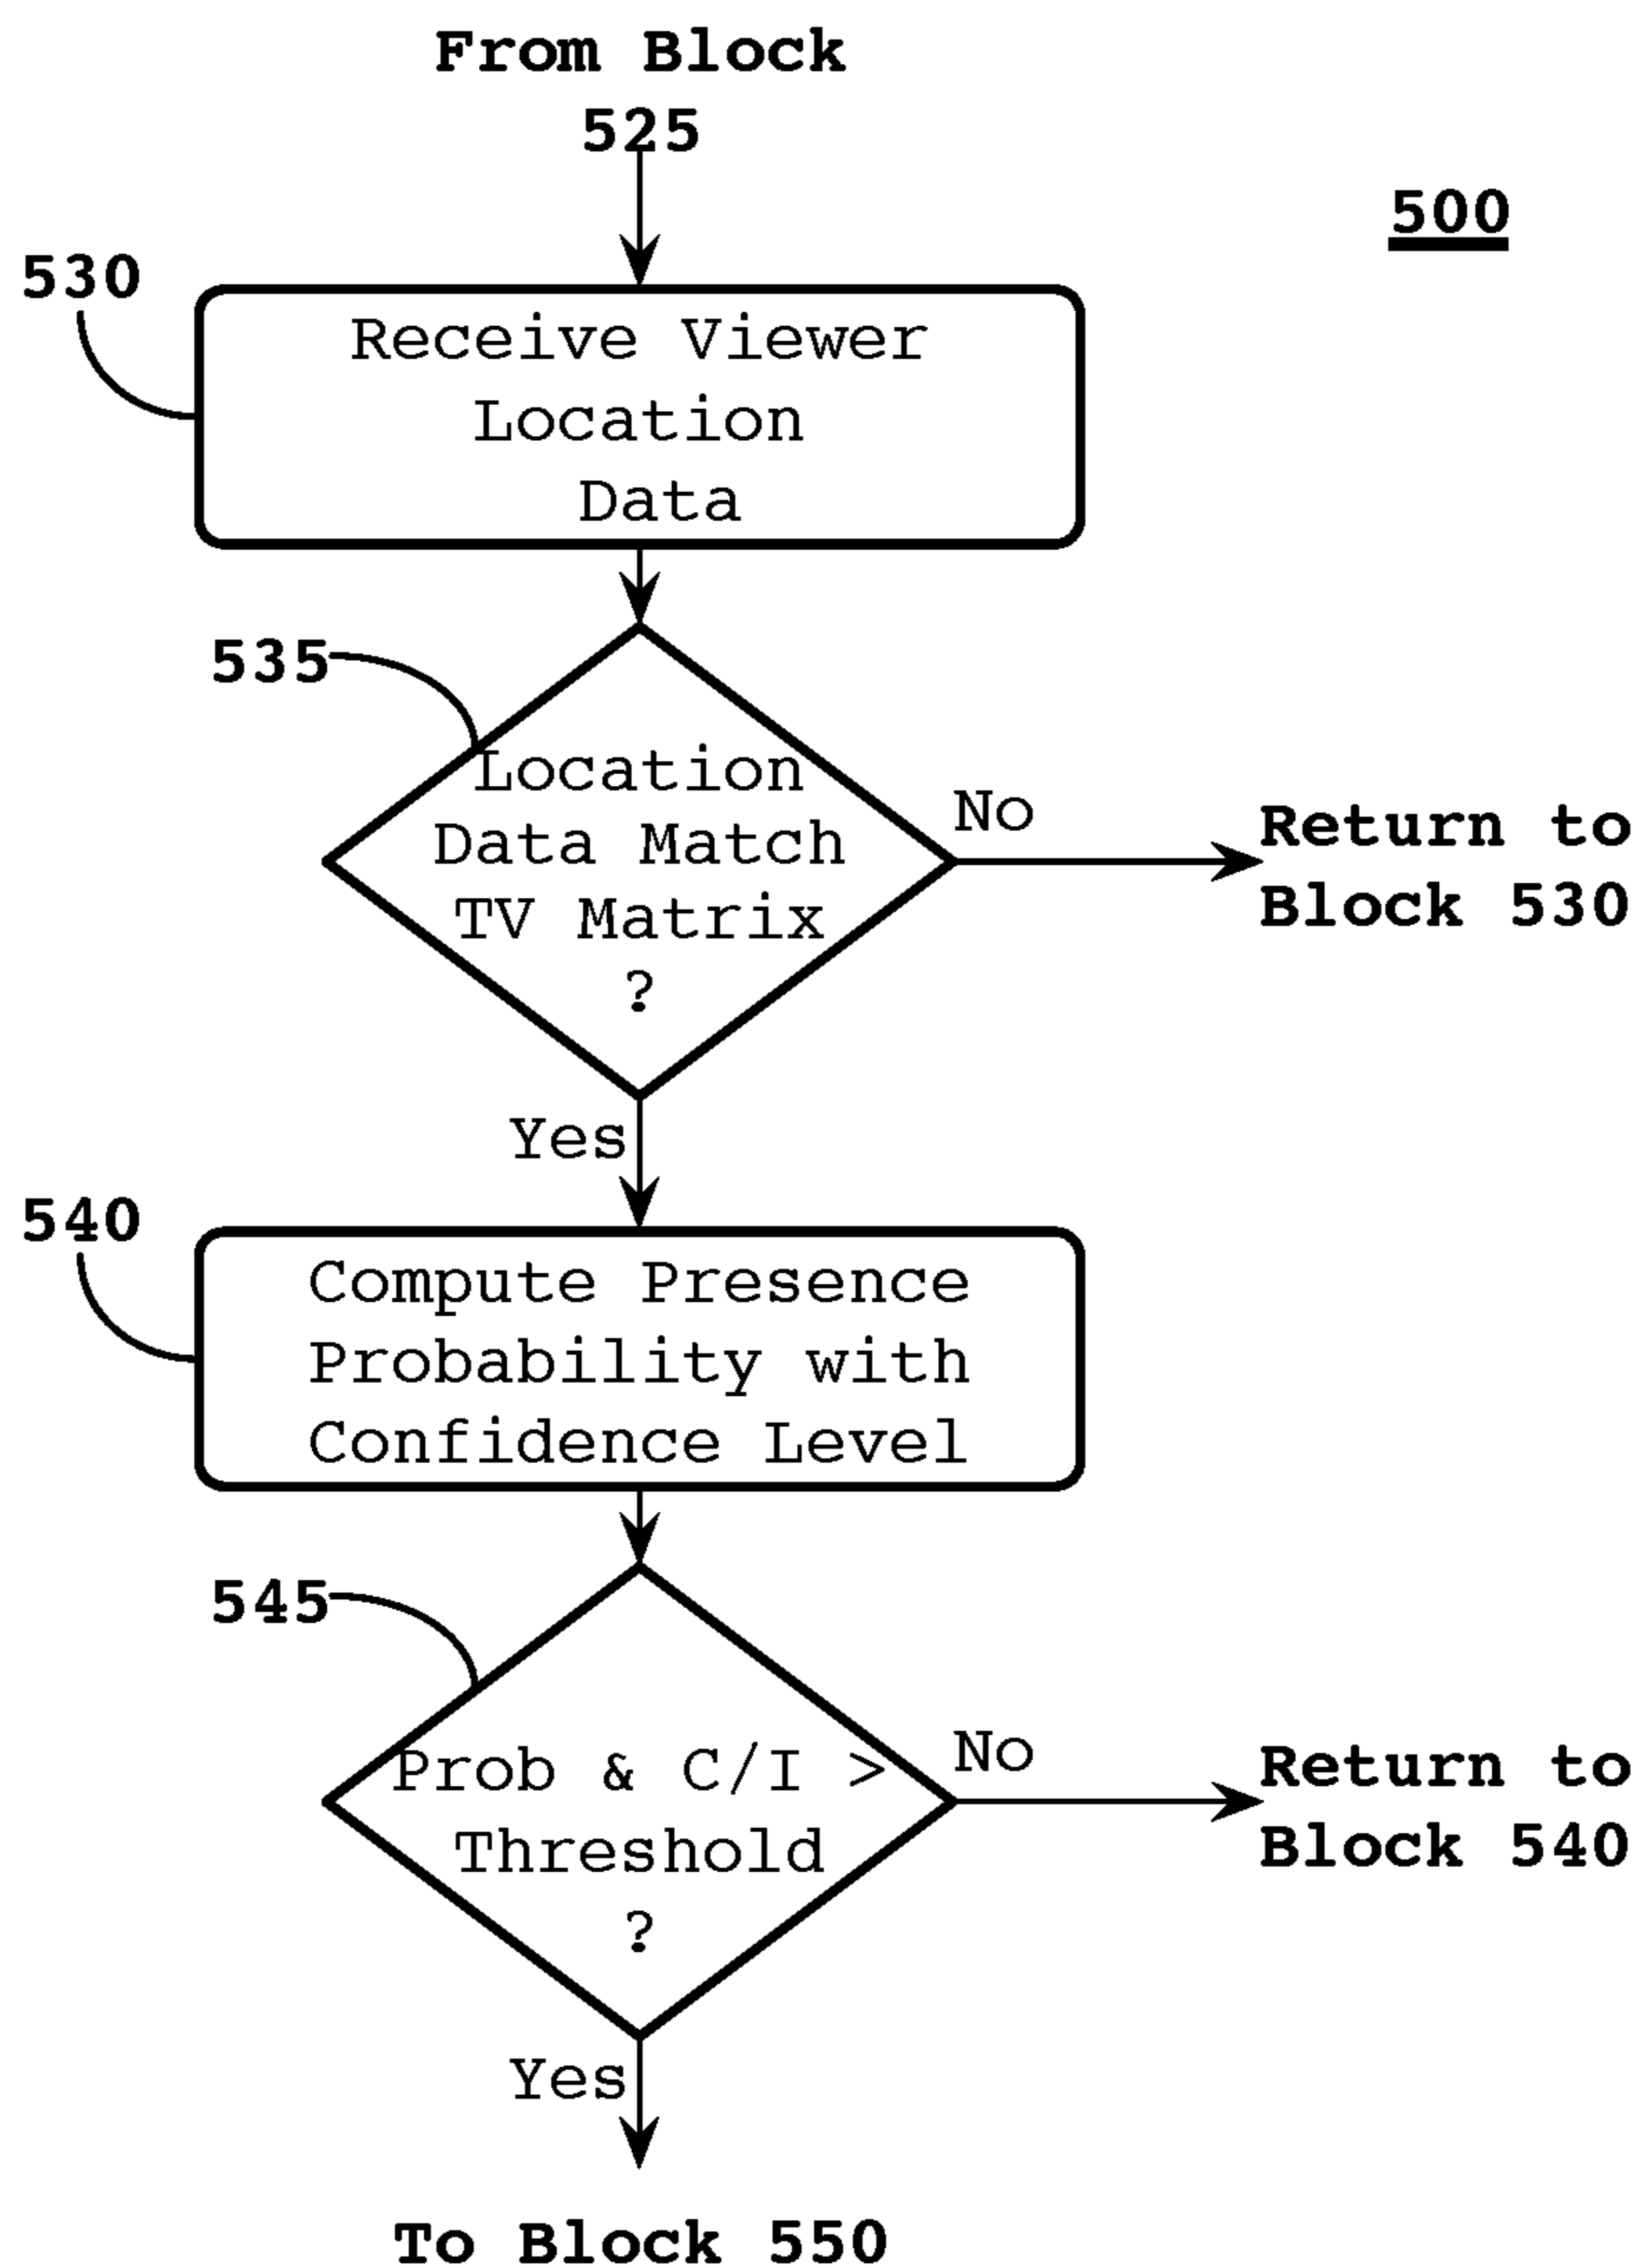 From Block
525
500
530
Receive Viewer
Location
Data
535
Location
Data Match
TV Matrix
?
No
Return to
Block 530
Yes
540
Compute Presence
Probability with
Confidence Level
545
Prob & C/I >
Threshold
?
No
Return to
Block 540
Yes
To Block 550